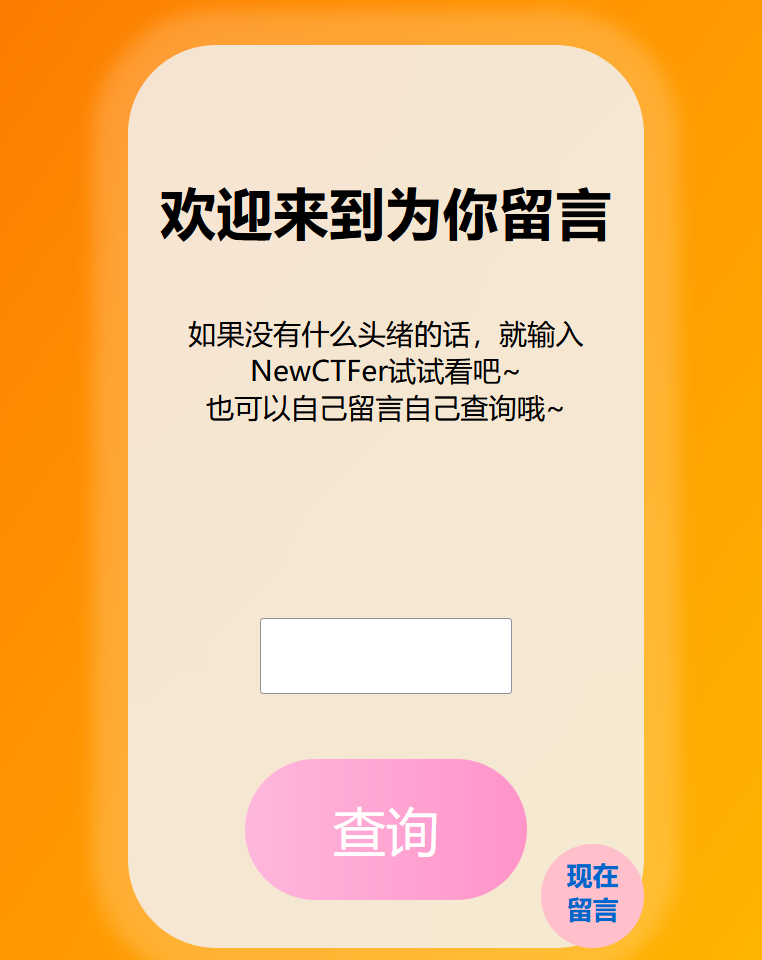 欢迎来到为你留言
如果没有什么头绪的话，就输入
NewCTFer试试看吧~
也可以自己留言自己查询哦~
查询
现在
留言